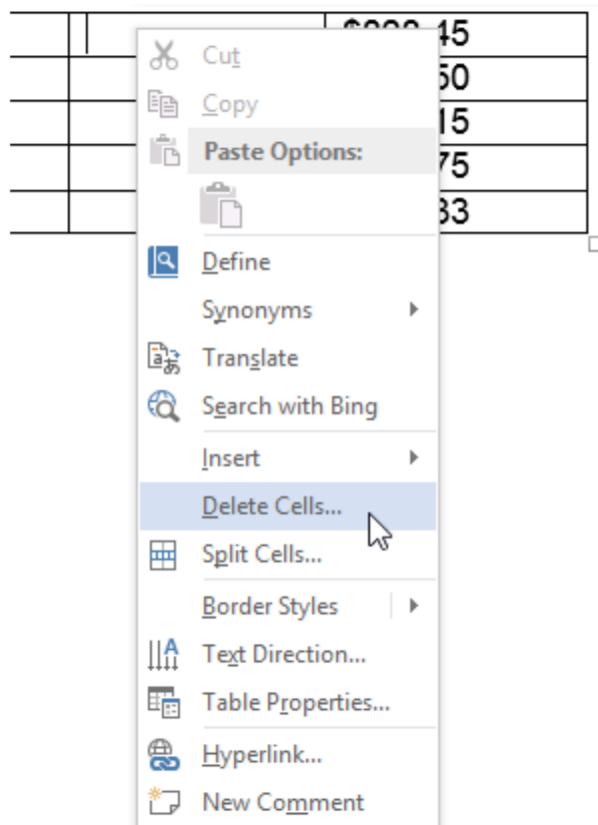 45
50
15
Cut
Copy
Paste Options:
75
33
Define
Synonyms
Translate
Search with Bing
Insert
Delete Cells...
Split Cells...
Border Styles
Text Direction...
Table Properties...
Hyperlink...
New Comment